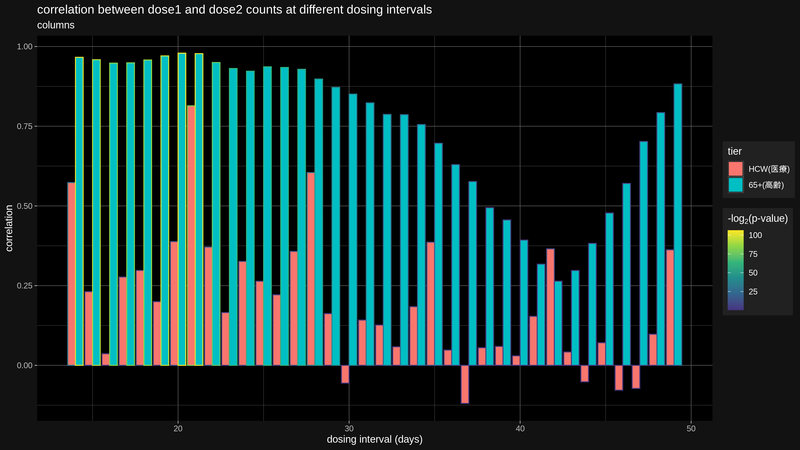 correlation between dose1 and dose2 counts at different dosing intervals
columns
1.00
0.75
0.50
0.25
0.00
correlation
20
30
40
50
dosing interval (days)
tier
HCW(医療)
65+(高齢)
-log2(p-value)
100
75
50
25